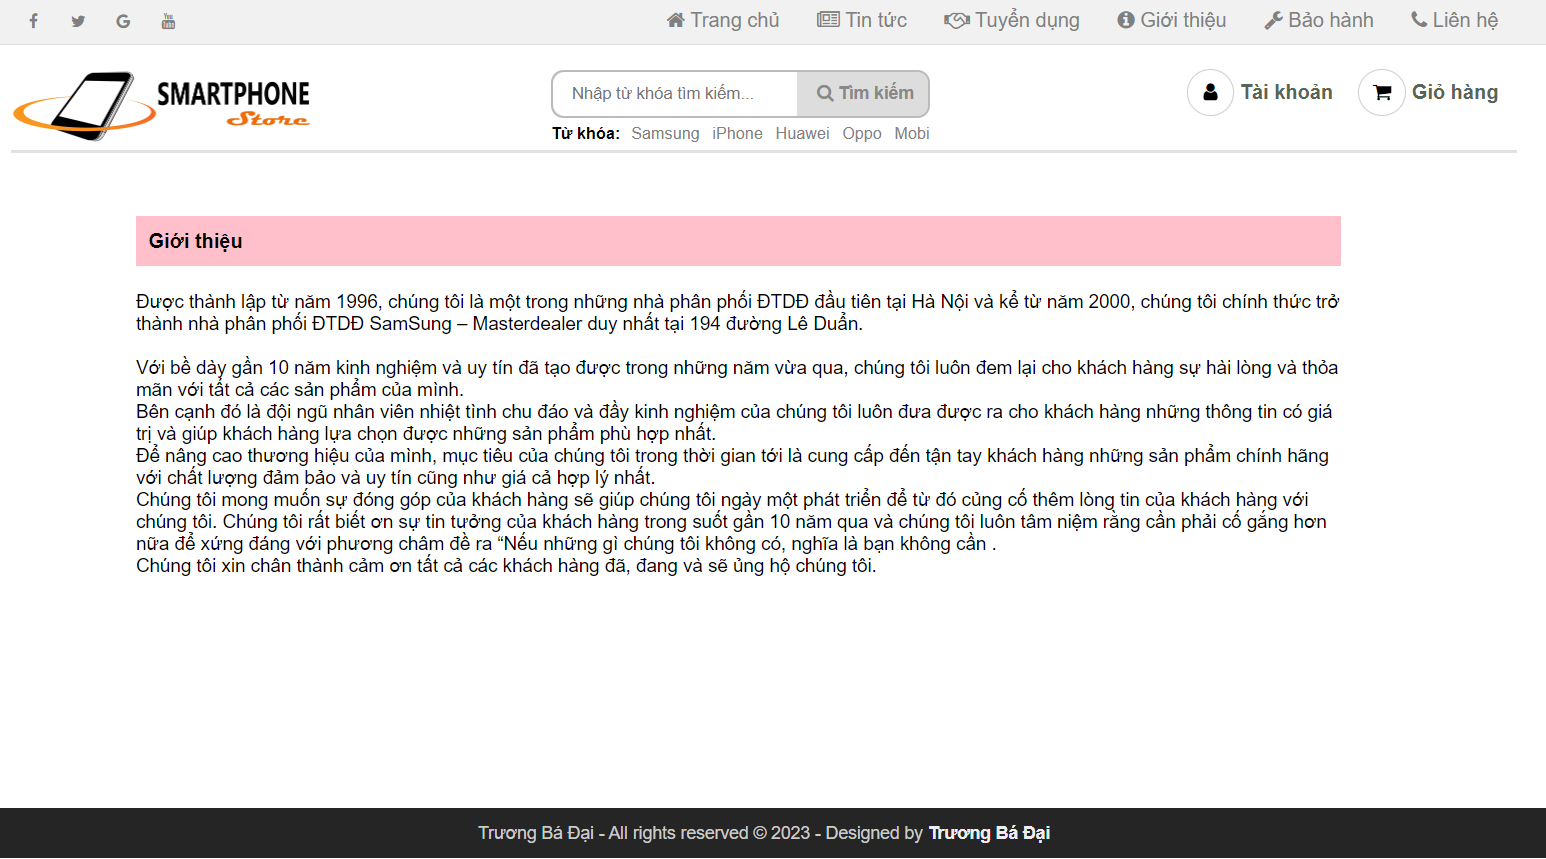 Trang chủ Tin tức Tuyển dụng Giới thiệu Bảo hành Liên hệ
SMARTPHONE
Store
Nhập từ khóa tìm kiếm... Tìm kiếm
Tài khoản Giỏ hàng
Từ khóa: Samsung iPhone Huawei Oppo Mobi
Giới thiệu
Được thành lập từ năm 1996, chúng tôi là một trong những nhà phân phối ĐTDĐ đầu tiên tại Hà Nội và kể từ năm 2000, chúng tôi chính thức trở
thành nhà phân phối ĐTDĐ SamSung – Masterdealer duy nhất tại 194 đường Lê Duẩn.
Với bề dày gần 10 năm kinh nghiệm và uy tín đã tạo được trong những năm vừa qua, chúng tôi luôn đem lại cho khách hàng sự hài lòng và thỏa
mãn với tất cả các sản phẩm của mình.
Bên cạnh đó là đội ngũ nhân viên nhiệt tình chu đáo và đầy kinh nghiệm của chúng tôi luôn đưa được ra cho khách hàng những thông tin có giá
trị và giúp khách hàng lựa chọn được những sản phẩm phù hợp nhất.
Để nâng cao thương hiệu của mình, mục tiêu của chúng tôi trong thời gian tới là cung cấp đến tận tay khách hàng những sản phẩm chính hãng
với chất lượng đảm bảo và uy tín cũng như giá cả hợp lý nhất.
Chúng tôi mong muốn sự đóng góp của khách hàng sẽ giúp chúng tôi ngày một phát triển để từ đó củng cố thêm lòng tin của khách hàng với
chúng tôi. Chúng tôi rất biết ơn sự tin tưởng của khách hàng trong suốt gần 10 năm qua và chúng tôi luôn tâm niệm rằng cần phải cố gắng hơn
nữa để xứng đáng với phương châm đề ra “Nếu những gì chúng tôi không có, nghĩa là bạn không cần .
Chúng tôi xin chân thành cảm ơn tất cả các khách hàng đã, đang và sẽ ủng hộ chúng tôi.
Trương Bá Đại - All rights reserved © 2023 - Designed by Trương Bá Đại